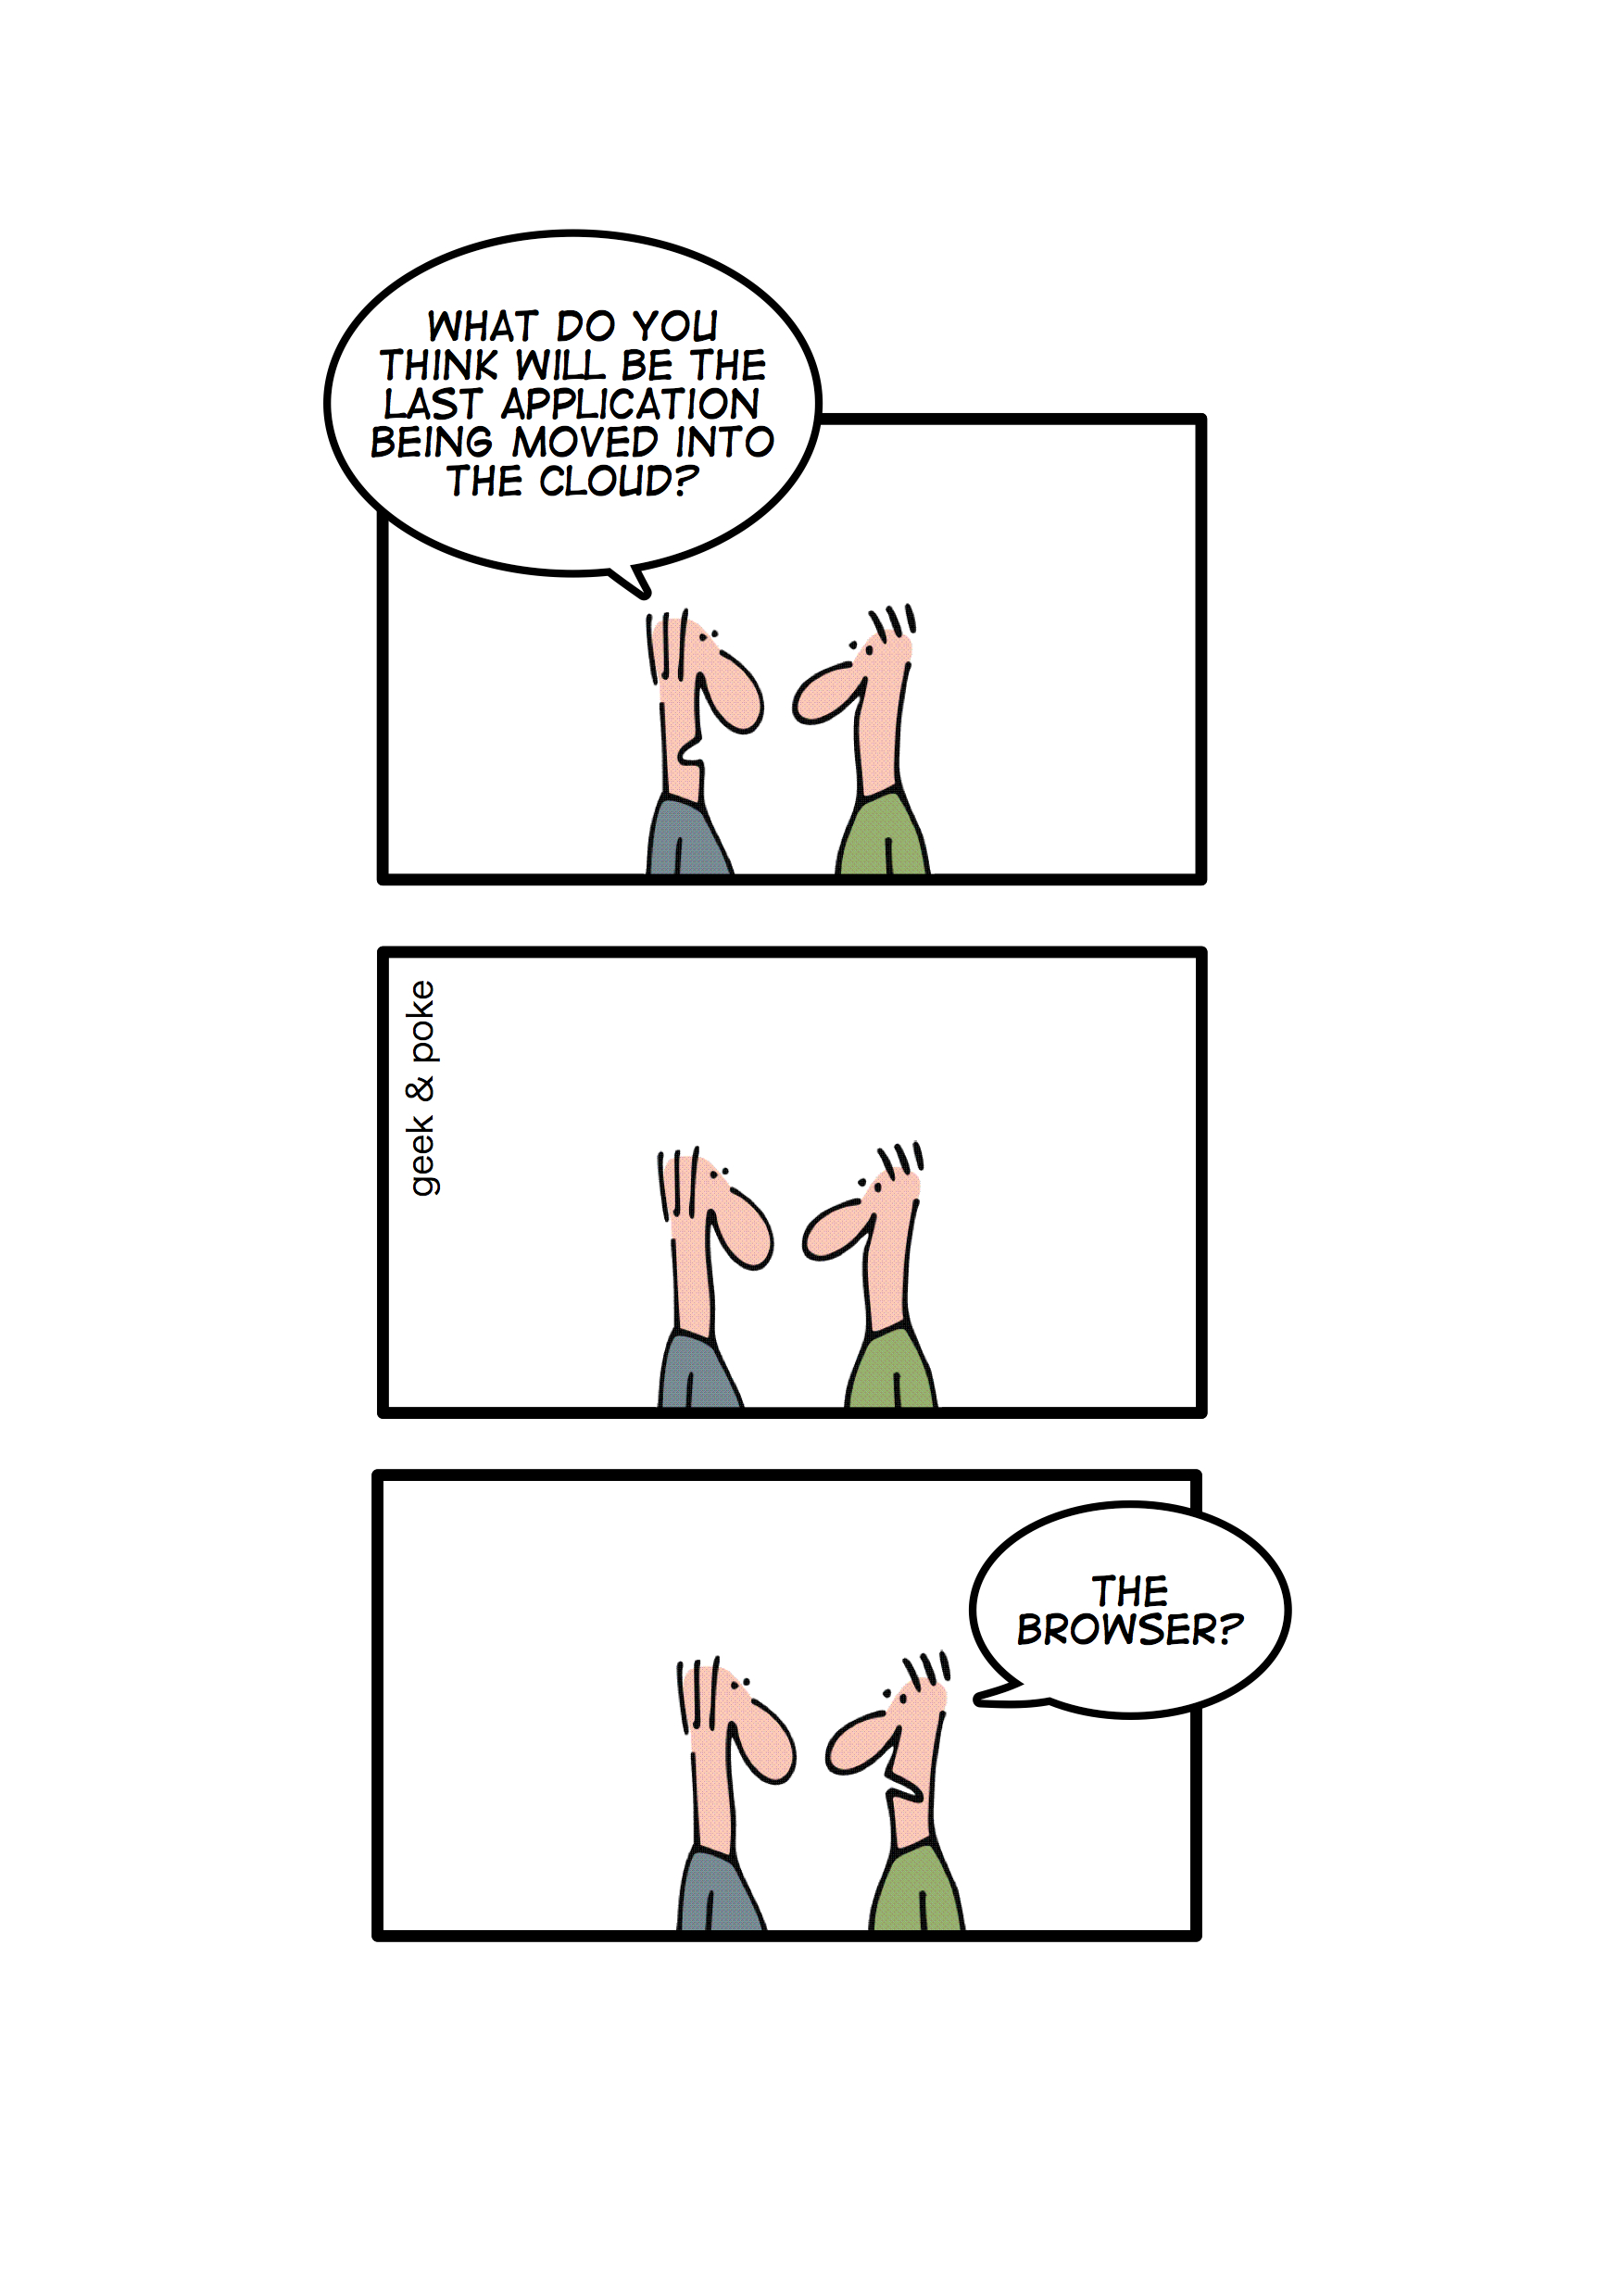 WHAT DO YOU
THINK WILL BE THE
LAST APPLICATION
BEING MOVED INTO
THE CLOUD?
geek & poke
THE
BROWSER?